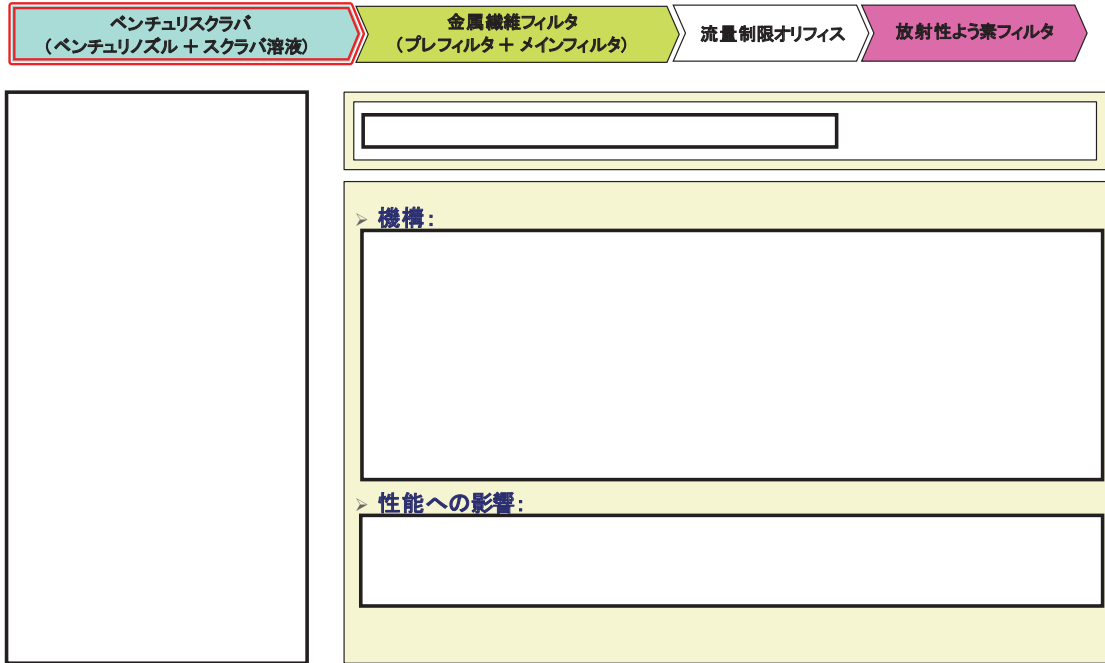 ベンチュリスクラバ
（ベンチュリノズル ＋ スクラバ溶液）
金属繊維フィルタ
（プレフィルタ＋ メインフィルタ）
流量制限オリフィス
放射性よう素フィルタ
➢ 機構：
➢ 性能への影響：